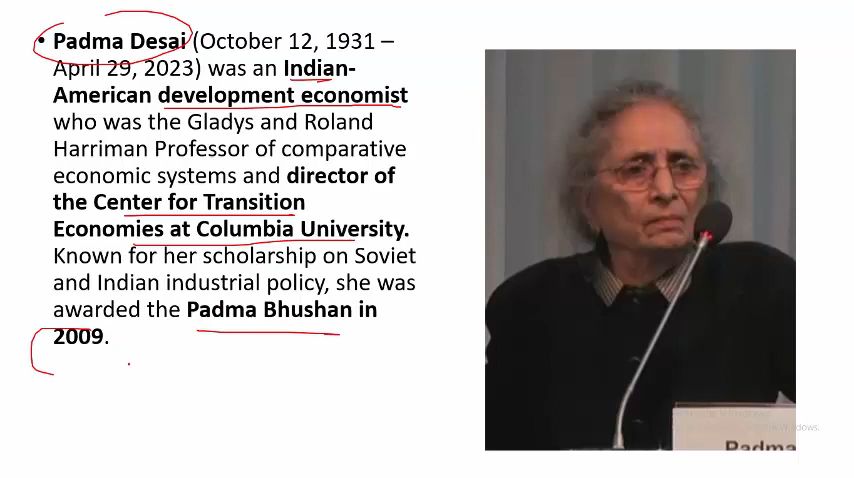 • Padma Desai (October 12, 1931 –
April 29, 2023) was an Indian-
American development economist
who was the Gladys and Roland
Harriman Professor of comparative
economic systems and director of
the Center for Transition
Economies at Columbia University.
Known for her scholarship on Soviet
and Indian industrial policy, she was
awarded the Padma Bhushan in
2009.
Padma